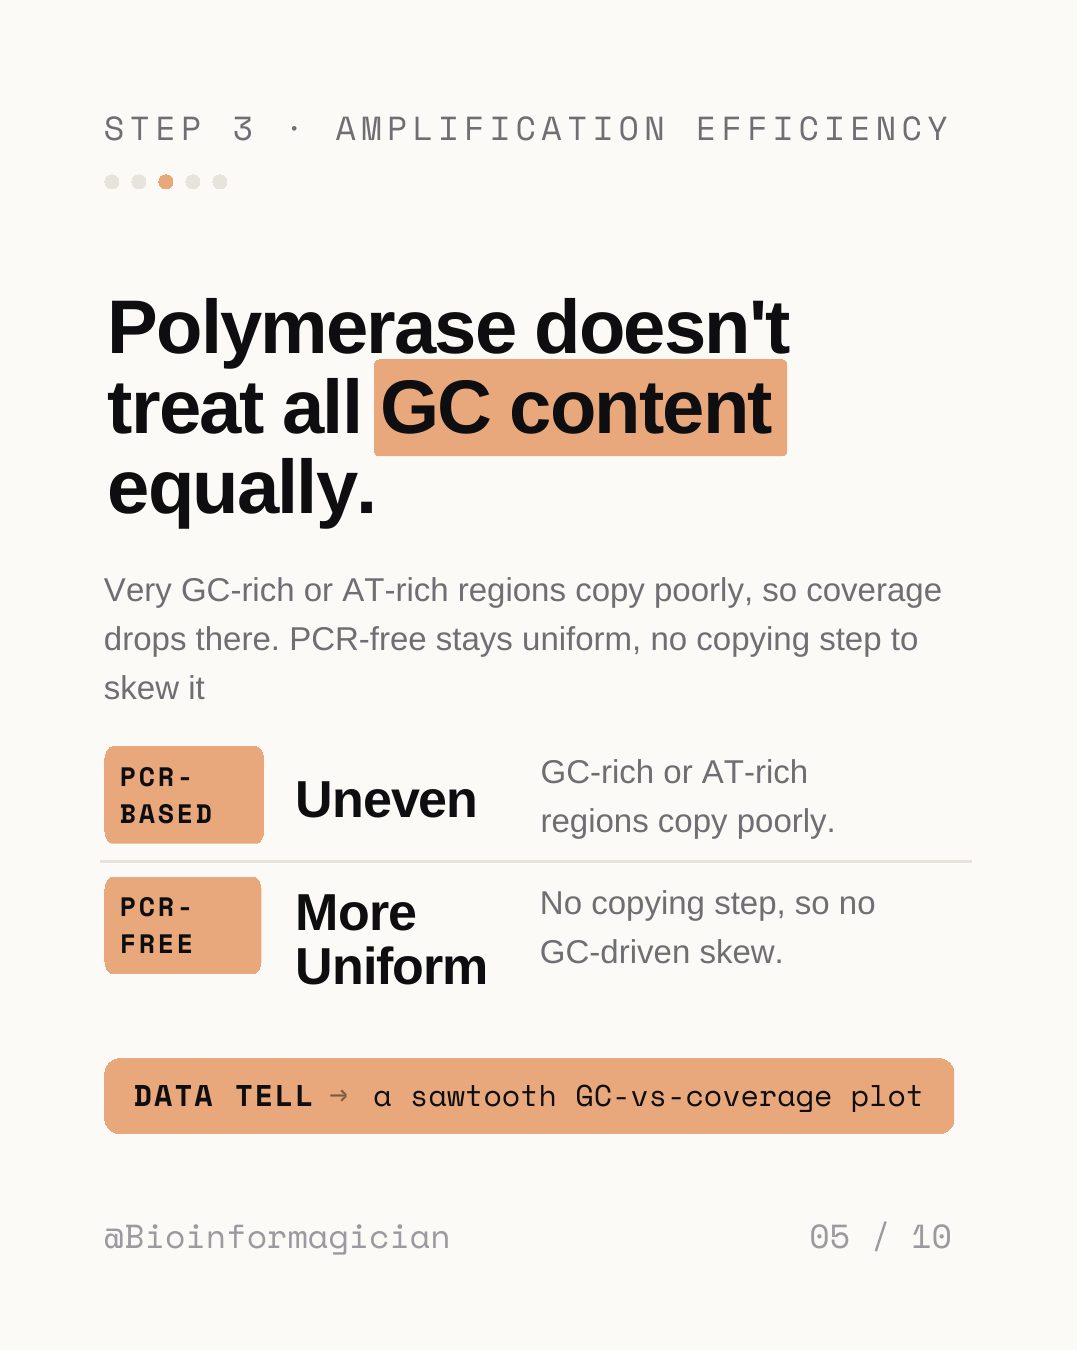 STEP 3 · AMPLIFICATION EFFICIENCY
Polymerase doesn't
treat all GC content
equally.
Very GC-rich or AT-rich regions copy poorly, so coverage
drops there. PCR-free stays uniform, no copying step to
skew it
PCR-
BASED
Uneven
GC-rich or AT-rich
regions copy poorly.
PCR-
FREE
More
Uniform
No copying step, so no
GC-driven skew.
DATA TELL → a sawtooth GC-vs-coverage plot
@Bioinformagician 05 / 10